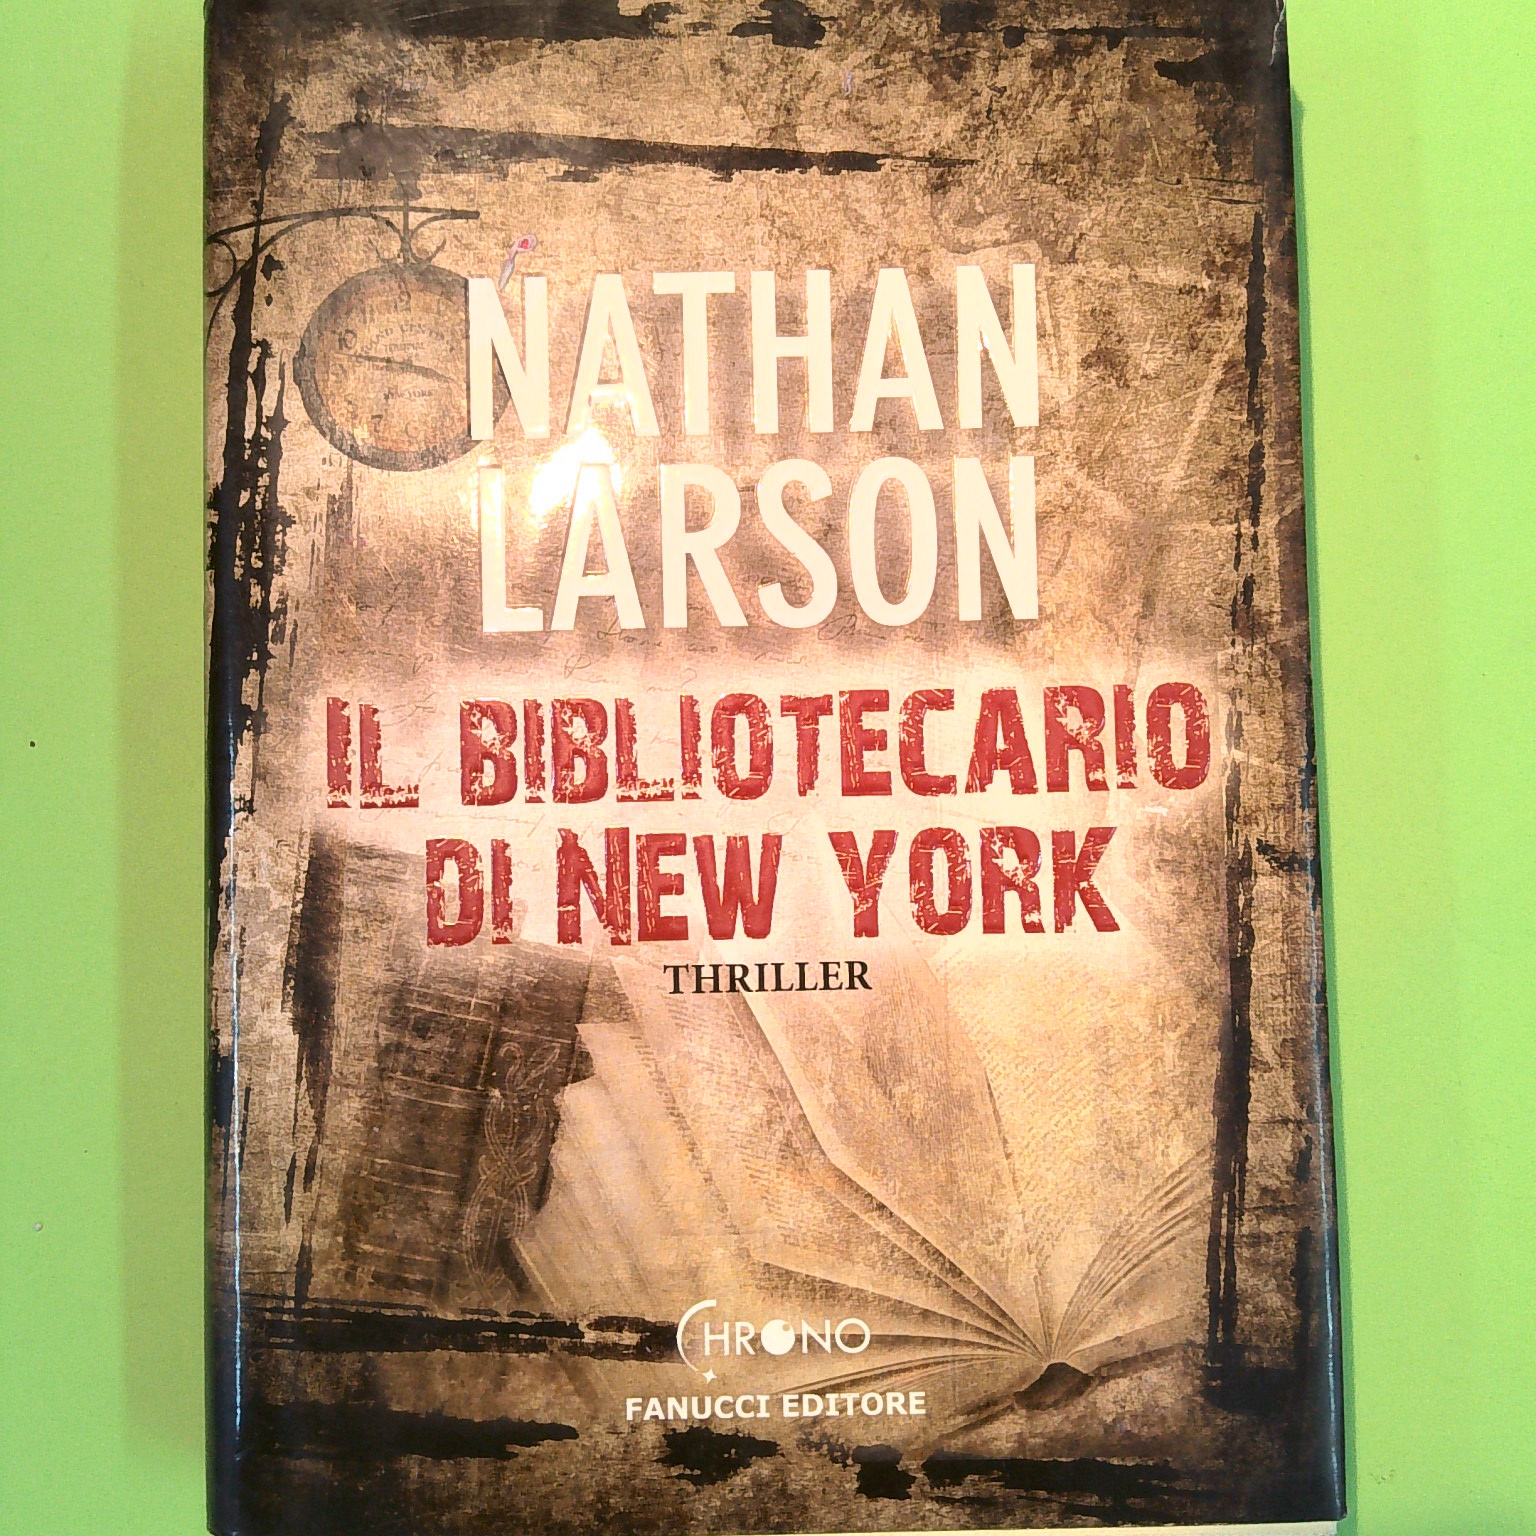 NATHAN
LARSON
IL BIBLIOTECARIO
DI NEW YORK
THRILLER
CHRONO
FANUCCI EDITORE